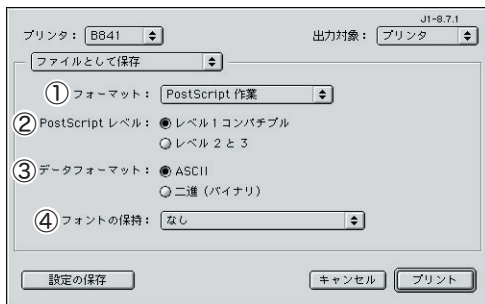 J1-8.7.1
プリンタ： B841 出力対象： プリンタ
ファイルとして保存
① フォーマット： PostScript 作業
② PostScript レベル： レベル 1 コンパチブル
レベル 2 と 3
③ データフォーマット： ASCII
二進（バイナリ）
④ フォントの保持： なし
設定の保存 キャンセル プリント